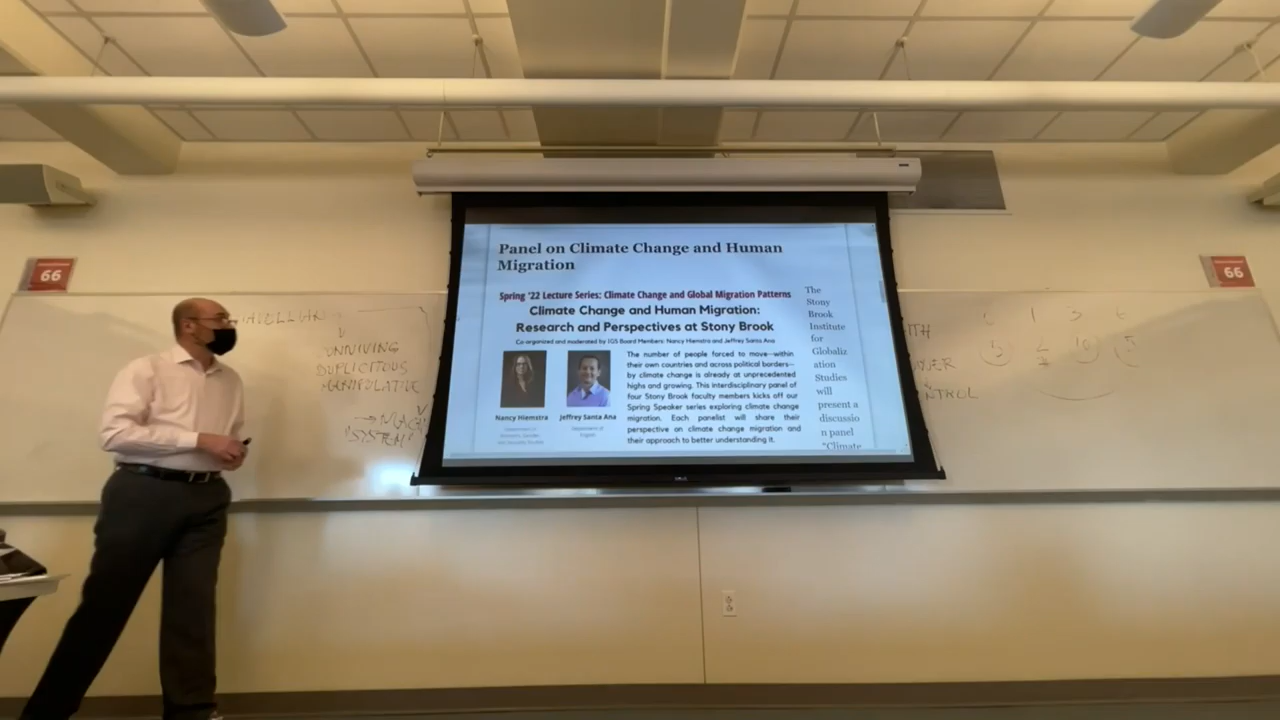 66
66
Panel on Climate Change and Human
Migration
Spring '22 Lecture Series: Climate Change and Global Migration Patterns
Climate Change and Human Migration:
Research and Perspectives at Stony Brook
Co-organized and moderated by IGS Board Members: Nancy Hiemstra and Jeffrey Santa Ana
Nancy Hiemstra
Jeffrey Santa Ana
Department of
English
The number of people forced to move—within
their own countries and across political borders—
by climate change is already at unprecedented
highs and growing. This interdisciplinary panel of
four Stony Brook faculty members kicks off our
Spring Speaker series exploring climate change
migration. Each panelist will share their
perspective on climate change migration and
their approach to better understanding it.
The
Stony
Brook
Institute
for
Globaliz
ation
Studies
will
present a
discussio
n panel
"Climate
DUPLICITOUS
"SYSTEM"